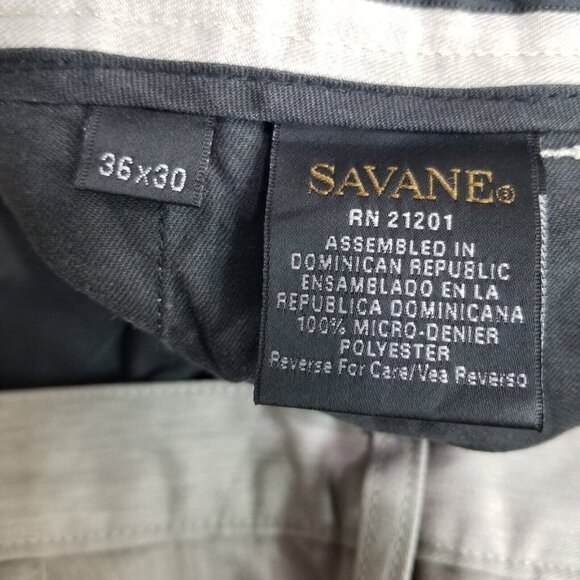 36x30
SAVANE®
RN 21201
ASSEMBLED IN
DOMINICAN REPUBLIC
ENSAMBLADO EN LA
REPUBLICA DOMINICANA
100% MICRO-DENIER
POLYESTER
Reverse For Care/Vea Reverso